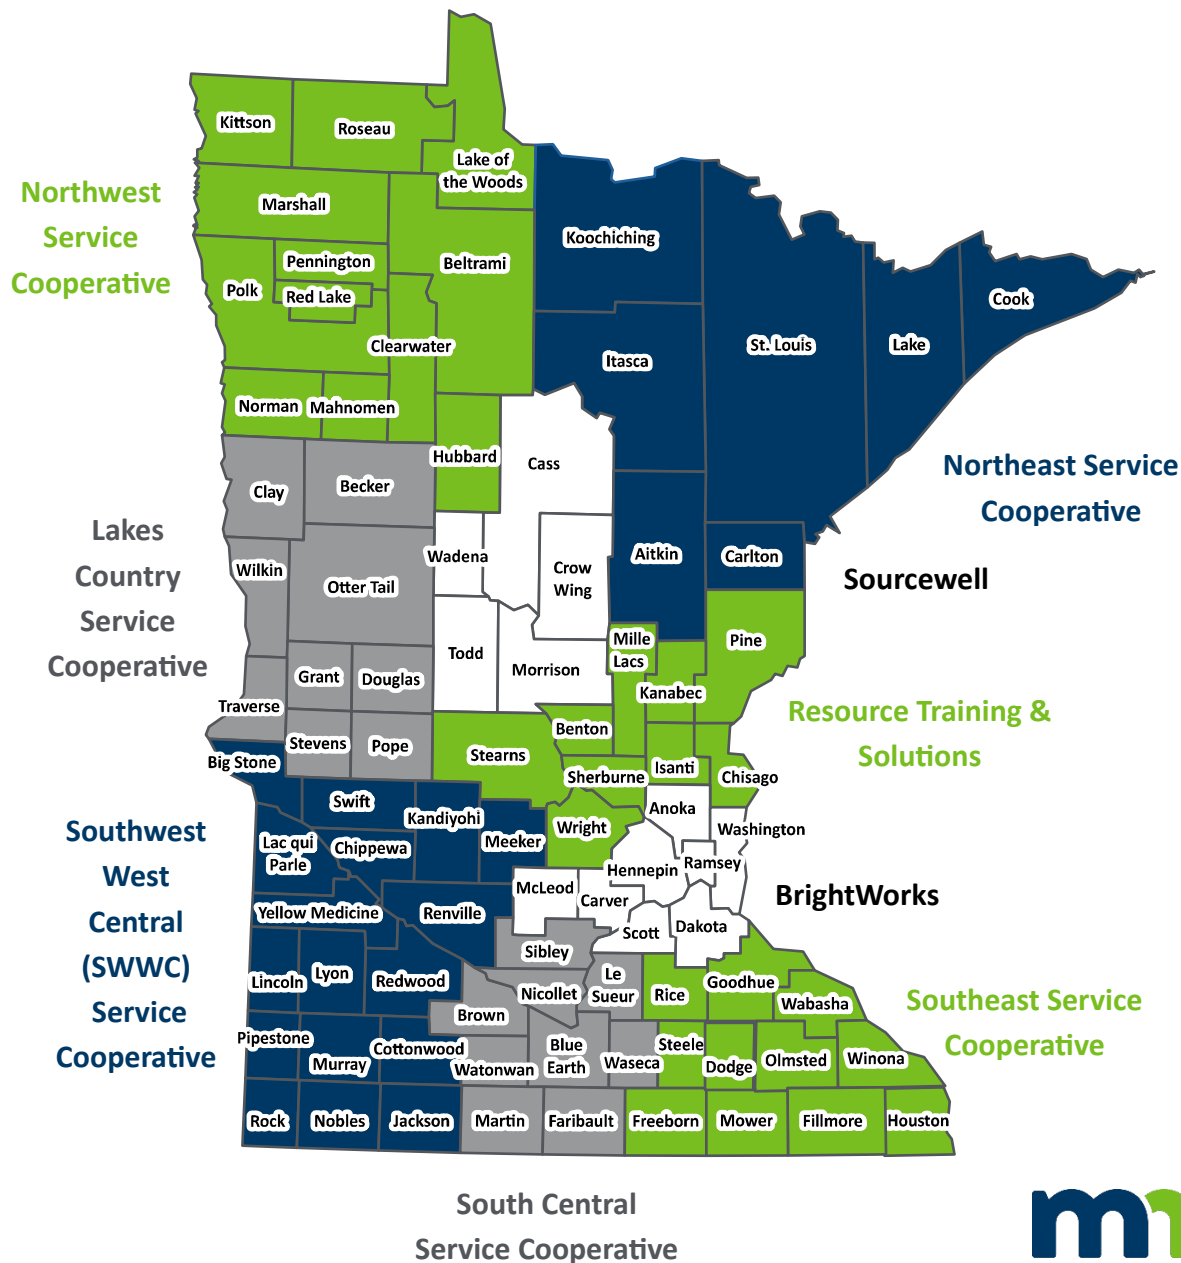 Kittson
Roseau
Lake of
the Woods
Northwest
Service
Cooperative
Marshall
Koochiching
Pennington
Beltrami
Polk
Red Lake
Cook
Clearwater
St. Louis
Lake
Itasca
Norman
Mahnomen
Hubbard
Cass
Northeast Service
Cooperative
Clay
Becker
Lakes
Country
Service
Cooperative
Wadena
Aitkin
Carlton
Wilkin
Crow
Wing
Sourcewell
Otter Tail
Mille
Lacs
Pine
Todd
Morrison
Grant
Douglas
Kanabec
Traverse
Resource Training &
Solutions
Benton
Stevens
Pope
Stearns
Big Stone
Isanti
Sherburne
Chisago
Swift
Kandiyohi
Anoka
Southwest
West
Central
(SWWC)
Service
Cooperative
Wright
Washington
Lac qui
Parle
Chippewa
Meeker
Hennepin
Ramsey
McLeod
Carver
BrightWorks
Yellow Medicine
Renville
Scott
Dakota
Sibley
Lincoln
Lyon
Redwood
Le
Sueur
Nicollet
Rice
Goodhue
Wabasha
Southeast Service
Cooperative
Brown
Pipestone
Murray
Cottonwood
Watonwan
Blue
Earth
Waseca
Steele
Dodge
Olmsted
Winona
Rock
Nobles
Jackson
Martin
Faribault
Freeborn
Mower
Fillmore
Houston
South Central
Service Cooperative